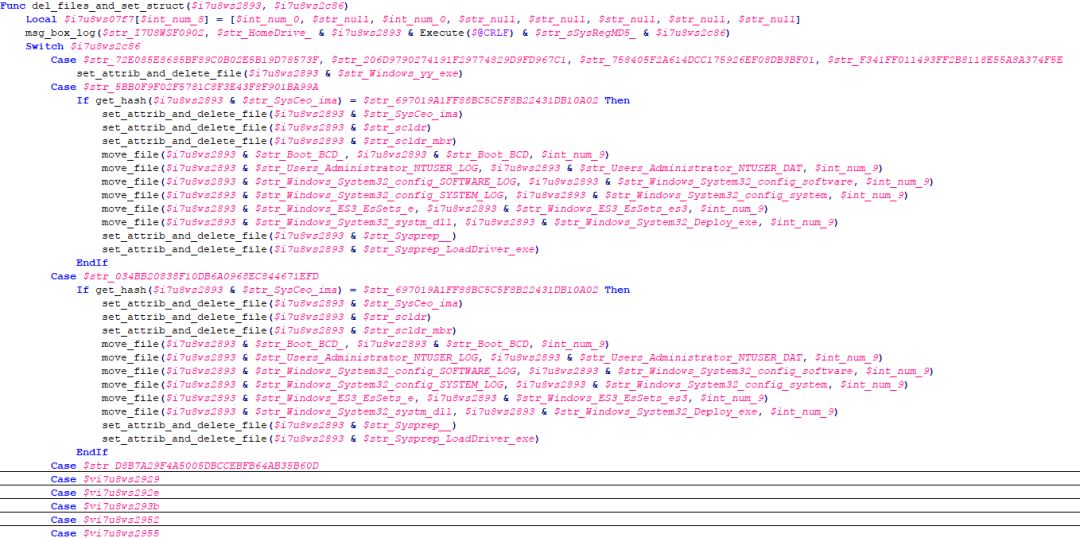 Func del_files_and_set_struct($i7u8ws2893, $i7u8ws2c86)
Local $i7u8ws07f7[$int_num_8] = [$int_num_0, $str_null, $int_num_0, $str_null, $str_null, $str_null, $str_null, $str_null]
msg_box_log($str_I7U8WSF0902, $str_HomeDrive_ & $i7u8ws2893 & Execute($@CRLF) & $str_sSysRegMD5_ & $i7u8ws2c86)
Switch $i7u8ws2c86
Case $str_72E085E8685BF89C0B02E5B19D78573F, $str_206D9790274191F29774829D9FD967C1, $str_758405F2A614DCC175926EF08DB3BF01, $str_F341FF011493FF2B8118E55A8A374F5E
set_attrib_and_delete_file($i7u8ws2893 & $str_Windows_yy_exe)
Case $str_5BB0F9F02F5781C8F3E43F8F901BA99A
If get_hash($i7u8ws2893 & $str_SysCeo_ima) = $str_697019A1FF88BC5C5F8B22431DB10A02 Then
set_attrib_and_delete_file($i7u8ws2893 & $str_SysCeo_ima)
set_attrib_and_delete_file($i7u8ws2893 & $str_scldr)
set_attrib_and_delete_file($i7u8ws2893 & $str_scldr_mbr)
move_file($i7u8ws2893 & $str_Boot_BCD_, $i7u8ws2893 & $str_Boot_BCD, $int_num_9)
move_file($i7u8ws2893 & $str_Users_Administrator_NTUSER_LOG, $i7u8ws2893 & $str_Users_Administrator_NTUSER_DAT, $int_num_9)
move_file($i7u8ws2893 & $str_Windows_System32_config_SOFTWARE_LOG, $i7u8ws2893 & $str_Windows_System32_config_software, $int_num_9)
move_file($i7u8ws2893 & $str_Windows_System32_config_SYSTEM_LOG, $i7u8ws2893 & $str_Windows_System32_config_system, $int_num_9)
move_file($i7u8ws2893 & $str_Windows_ES3_EsSets_e, $i7u8ws2893 & $str_Windows_ES3_EsSets_es3, $int_num_9)
move_file($i7u8ws2893 & $str_Windows_System32_systm_dll, $i7u8ws2893 & $str_Windows_System32_Deploy_exe, $int_num_9)
set_attrib_and_delete_file($i7u8ws2893 & $str_Sysprep__)
set_attrib_and_delete_file($i7u8ws2893 & $str_Sysprep_LoadDriver_exe)
EndIf
Case $str_034BB20838F10DB6A0968EC844671EFD
If get_hash($i7u8ws2893 & $str_SysCeo_ima) = $str_697019A1FF88BC5C5F8B22431DB10A02 Then
set_attrib_and_delete_file($i7u8ws2893 & $str_SysCeo_ima)
set_attrib_and_delete_file($i7u8ws2893 & $str_scldr)
set_attrib_and_delete_file($i7u8ws2893 & $str_scldr_mbr)
move_file($i7u8ws2893 & $str_Boot_BCD_, $i7u8ws2893 & $str_Boot_BCD, $int_num_9)
move_file($i7u8ws2893 & $str_Users_Administrator_NTUSER_LOG, $i7u8ws2893 & $str_Users_Administrator_NTUSER_DAT, $int_num_9)
move_file($i7u8ws2893 & $str_Windows_System32_config_SOFTWARE_LOG, $i7u8ws2893 & $str_Windows_System32_config_software, $int_num_9)
move_file($i7u8ws2893 & $str_Windows_System32_config_SYSTEM_LOG, $i7u8ws2893 & $str_Windows_System32_config_system, $int_num_9)
move_file($i7u8ws2893 & $str_Windows_ES3_EsSets_e, $i7u8ws2893 & $str_Windows_ES3_EsSets_es3, $int_num_9)
move_file($i7u8ws2893 & $str_Windows_System32_systm_dll, $i7u8ws2893 & $str_Windows_System32_Deploy_exe, $int_num_9)
set_attrib_and_delete_file($i7u8ws2893 & $str_Sysprep__)
set_attrib_and_delete_file($i7u8ws2893 & $str_Sysprep_LoadDriver_exe)
EndIf
Case $str_D8B7A29F4A5005DBCCEBFB64AB35B60D
Case $vi7u8ws2929
Case $vi7u8ws292e
Case $vi7u8ws293b
Case $vi7u8ws2952
Case $vi7u8ws2955